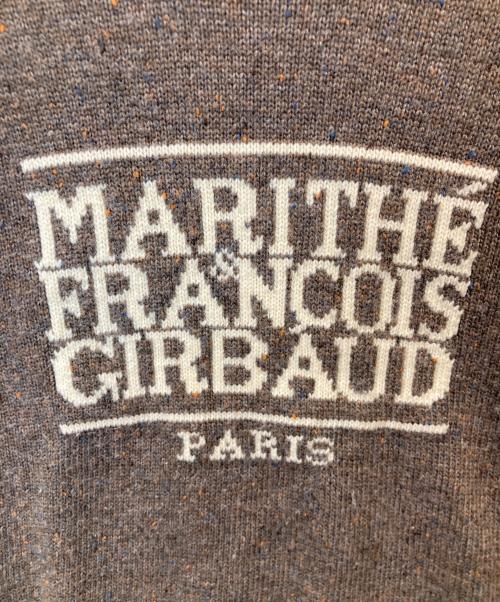 MARITHÉ
&
FRANCOIS
GIRBAUD
PARIS